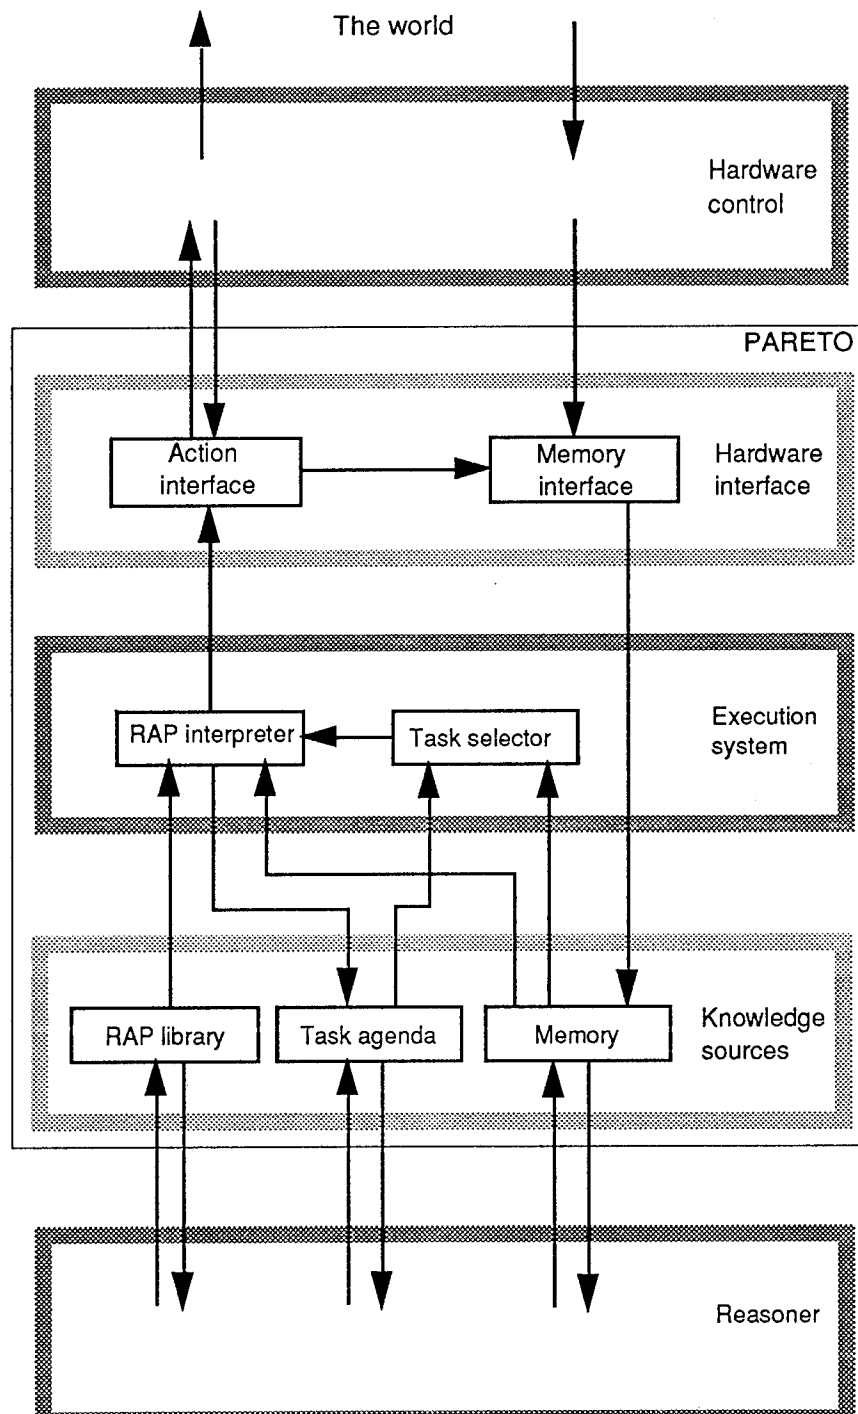 The world
Hardware
control
PARETO
Action
interface
Memory
interface
Hardware
interface
RAP interpreter
Task selector
Execution
system
RAP library
Task agenda
Memory
Knowledge
sources
Reasoner